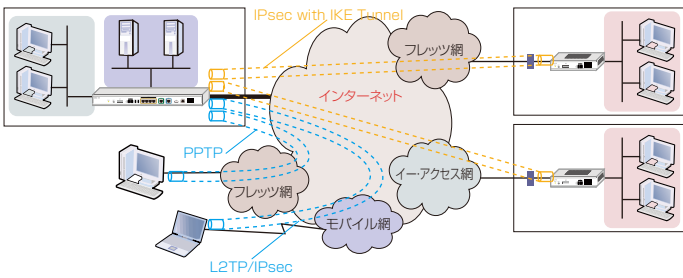 IPsec with IKE Tunnel
フレッツ網
インターネット
PPTP
イー・アクセス網
フレッツ網
モバイル網
L2TP/IPsec